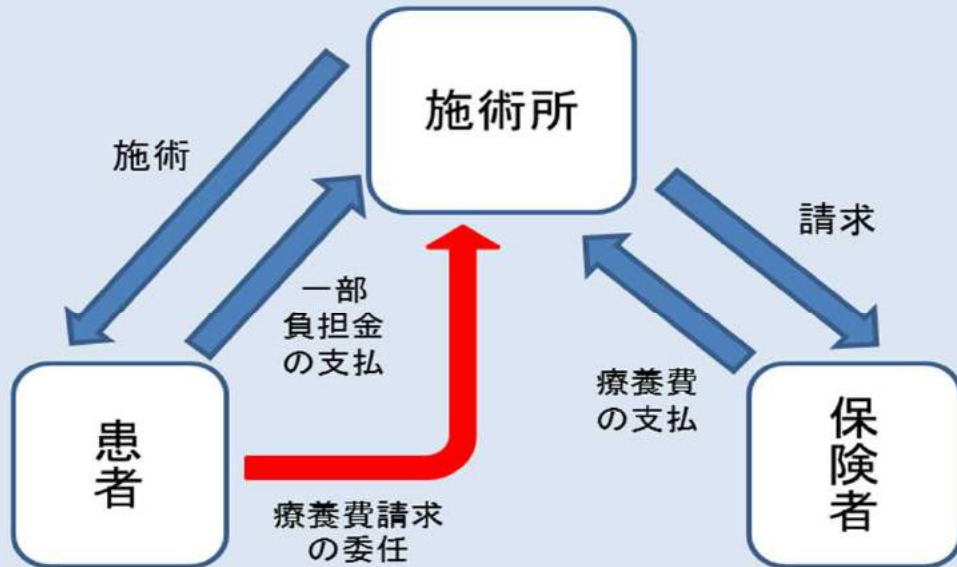 施術所
施術
請求
一部
負担金
の支払
療養費
の支払
患者
保険者
療養費請求
の委任